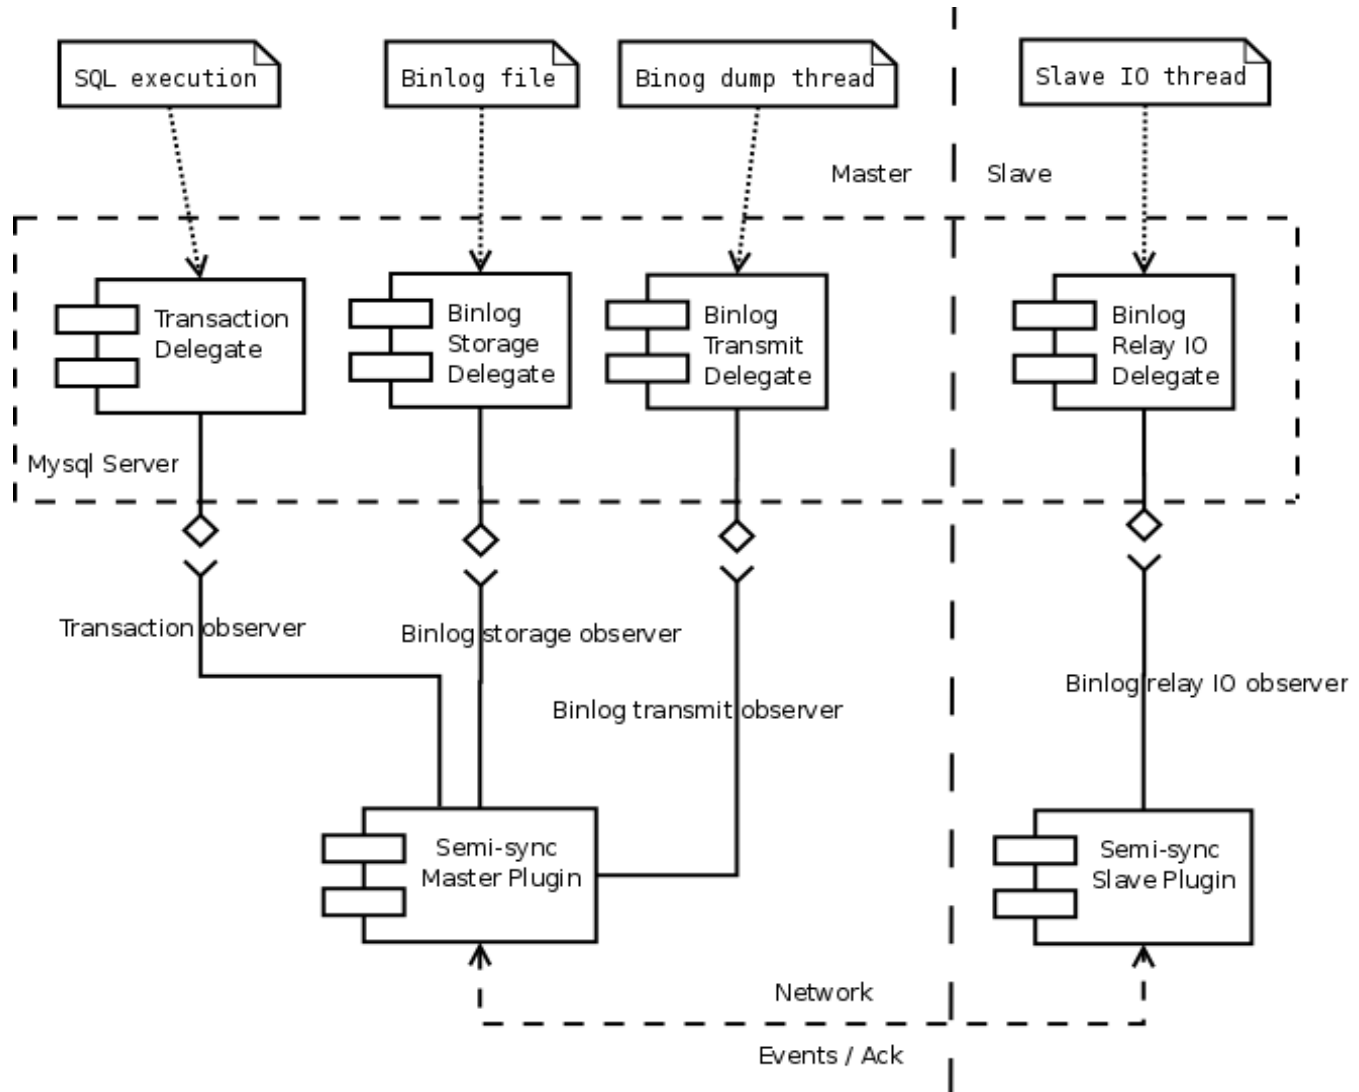 SQL execution
Binlog file
Binog dump thread
Slave IO thread
Master
Slave
Transaction
Delegate
Binlog
Storage
Delegate
Binlog
Transmit
Delegate
Binlog
Relay IO
Delegate
Mysql Server
Transaction observer
Binlog storage observer
Binlog transmit observer
Binlog relay IO observer
Semi-sync
Master Plugin
Semi-sync
Slave Plugin
Network
Events / Ack